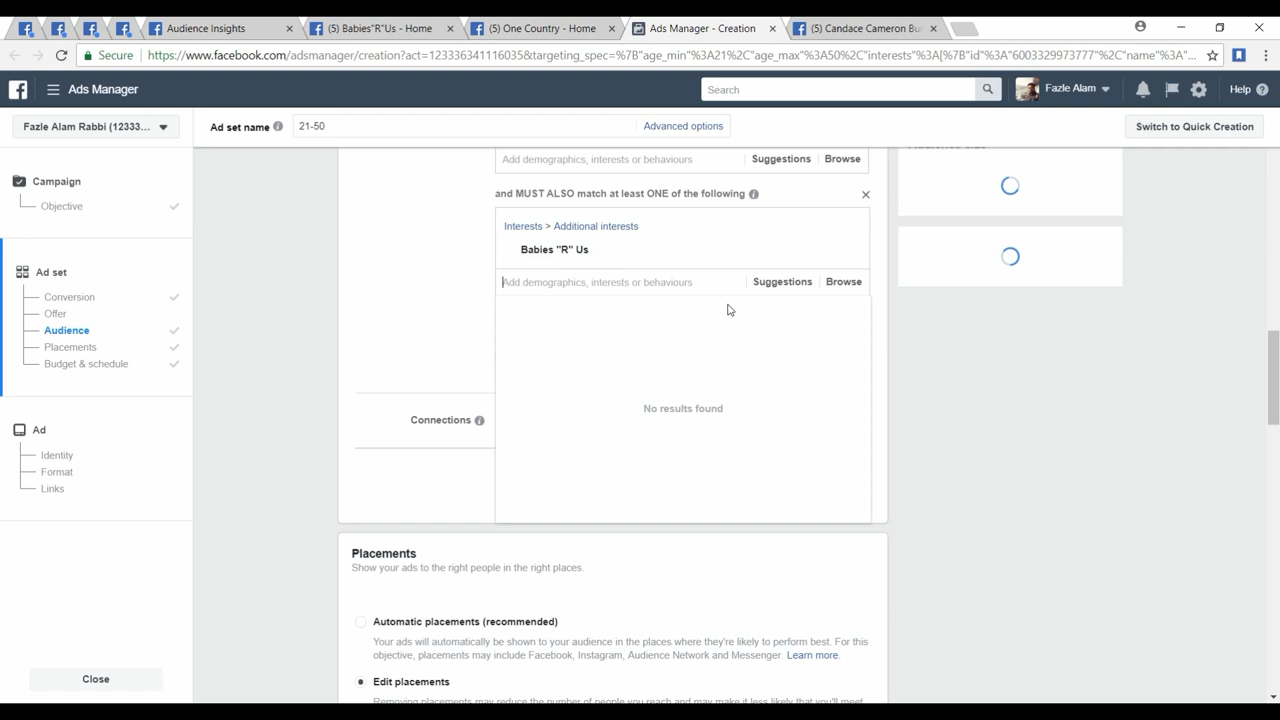 Audience Insights
(5) Babies"R"Us - Home
(5) One Country - Home
Ads Manager - Creation
(5) Candace Cameron Bu
Secure
https://www.facebook.com/adsmanager/creation?act=123336341116035&targeting_spec=%7B"age_min"%3A21%2C"age_max"%3A50%2C"interests"%3A[%7B"id"%3A"6003329973777"%2C"name"%3A"...
Ads Manager
Search
Fazle Alam
Help
Fazle Alam Rabbi (12333...
Ad set name
21-50
Advanced options
Switch to Quick Creation
Campaign
Objective
Ad set
Conversion
Offer
Audience
Placements
Budget & schedule
Ad
Identity
Format
Links
Close
Add demographics, interests or behaviours
Suggestions
Browse
and MUST ALSO match at least ONE of the following
Interests > Additional interests
Babies "R" Us
Add demographics, interests or behaviours
Suggestions
Browse
No results found
Connections
Placements
Show your ads to the right people in the right places.
Automatic placements (recommended)
Your ads will automatically be shown to your audience in the places where they're likely to perform best. For this
objective, placements may include Facebook, Instagram, Audience Network and Messenger. Learn more.
Edit placements
Removing placements may reduce the number of people you reach and may make it less likely that you'll meet